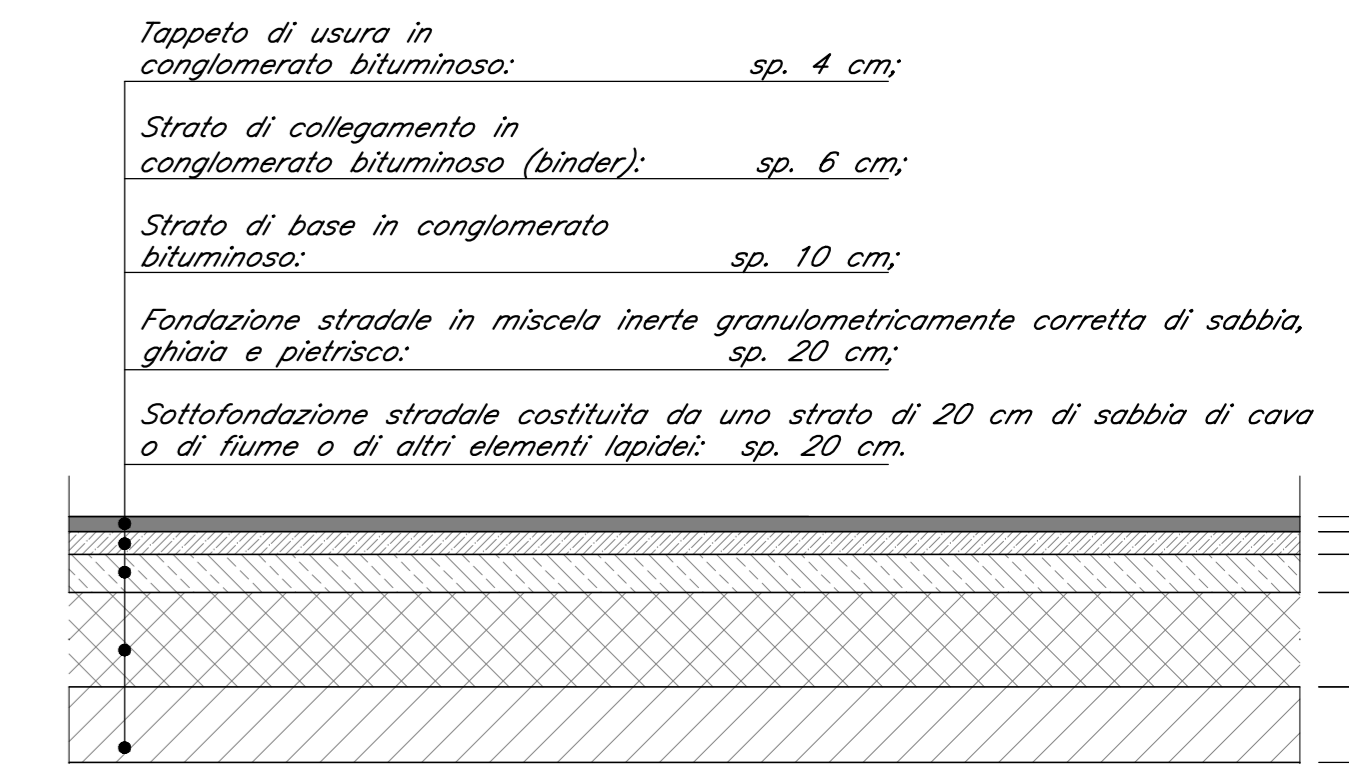 Tappeto di usura in
conglomerato bituminoso: sp. 4 cm;
Strato di collegamento in
conglomerato bituminoso (binder): sp. 6 cm;
Strato di base in conglomerato
bituminoso: sp. 10 cm;
Fondazione stradale in miscela inerte granulometricamente corretta di sabbia,
ghiaia e pietrisco: sp. 20 cm;
Sottofondazione stradale costituita da uno strato di 20 cm di sabbia di cava
o di fiume o di altri elementi lapidei: sp. 20 cm.